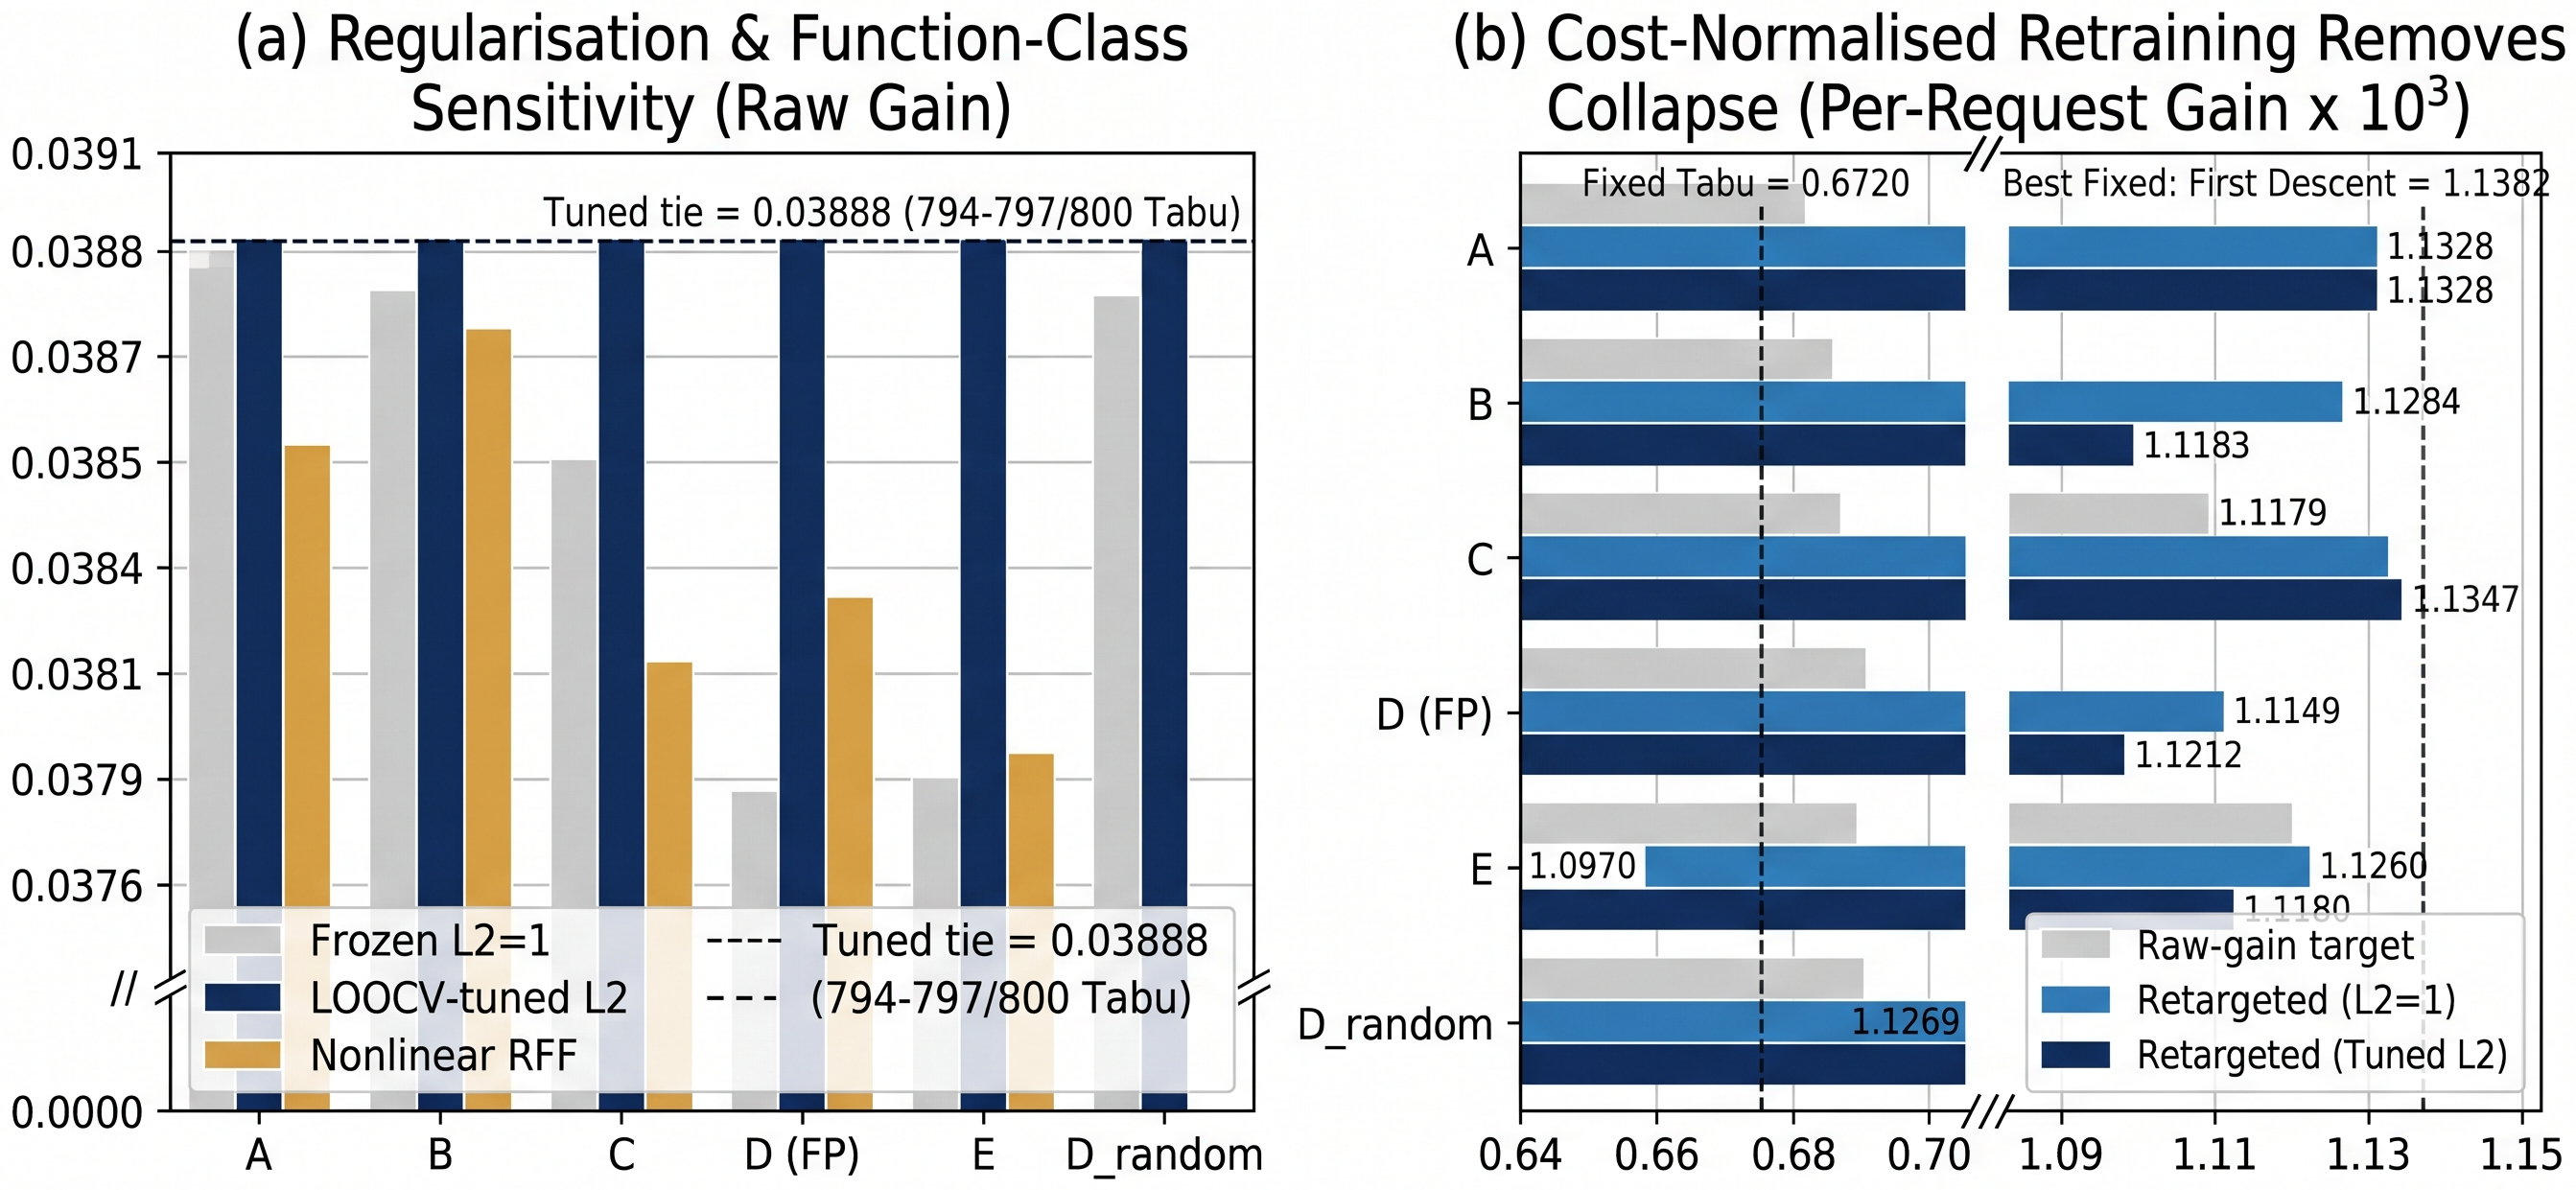 (a) Regularisation & Function-Class
Sensitivity (Raw Gain)
0.0391
0.0388
0.0387
0.0385
0.0384
0.0381
0.0379
0.0376
//
0.0000
Tuned tie = 0.03888 (794-797/800 Tabu)
Frozen L2=1
LOOCV-tuned L2
Nonlinear RFF
Tuned tie = 0.03888
(794-797/800 Tabu)
A
B
C
D (FP)
E
D_random
(b) Cost-Normalised Retraining Removes
Collapse (Per-Request Gain x 10³)
Fixed Tabu = 0.6720
Best Fixed: First Descent = 1.1382
A
1.1328
1.1328
B
1.1284
1.1183
1.1179
C
1.1347
D (FP)
1.1149
1.1212
E
1.0970
1.1260
1.1180
D_random
1.1269
Raw-gain target
Retargeted (L2=1)
Retargeted (Tuned L2)
0.64
0.66
0.68
0.70
1.09
1.11
1.13
1.15